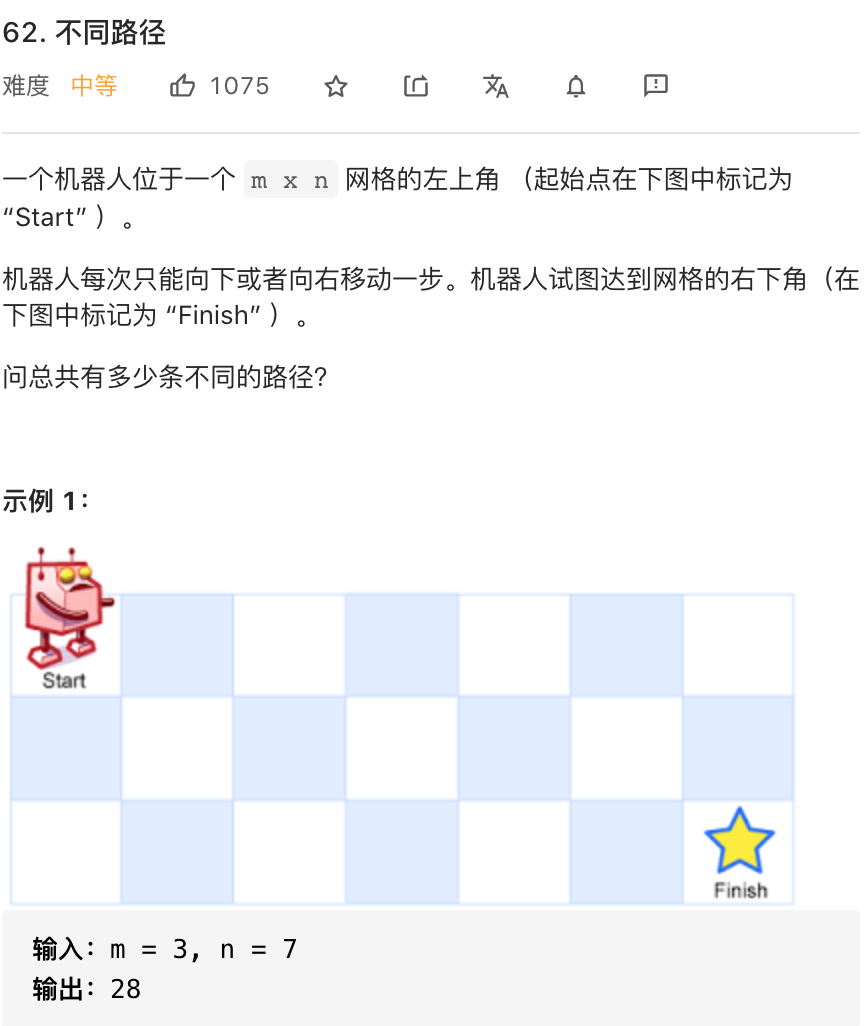 62. 不同路径
难度 中等 1075
一个机器人位于一个 m x n 网格的左上角 （起始点在下图中标记为
“Start” ）。
机器人每次只能向下或者向右移动一步。机器人试图达到网格的右下角（在
下图中标记为 “Finish” ）。
问总共有多少条不同的路径?
示例 1：
Start
Finish
输入：m = 3, n = 7
输出：28